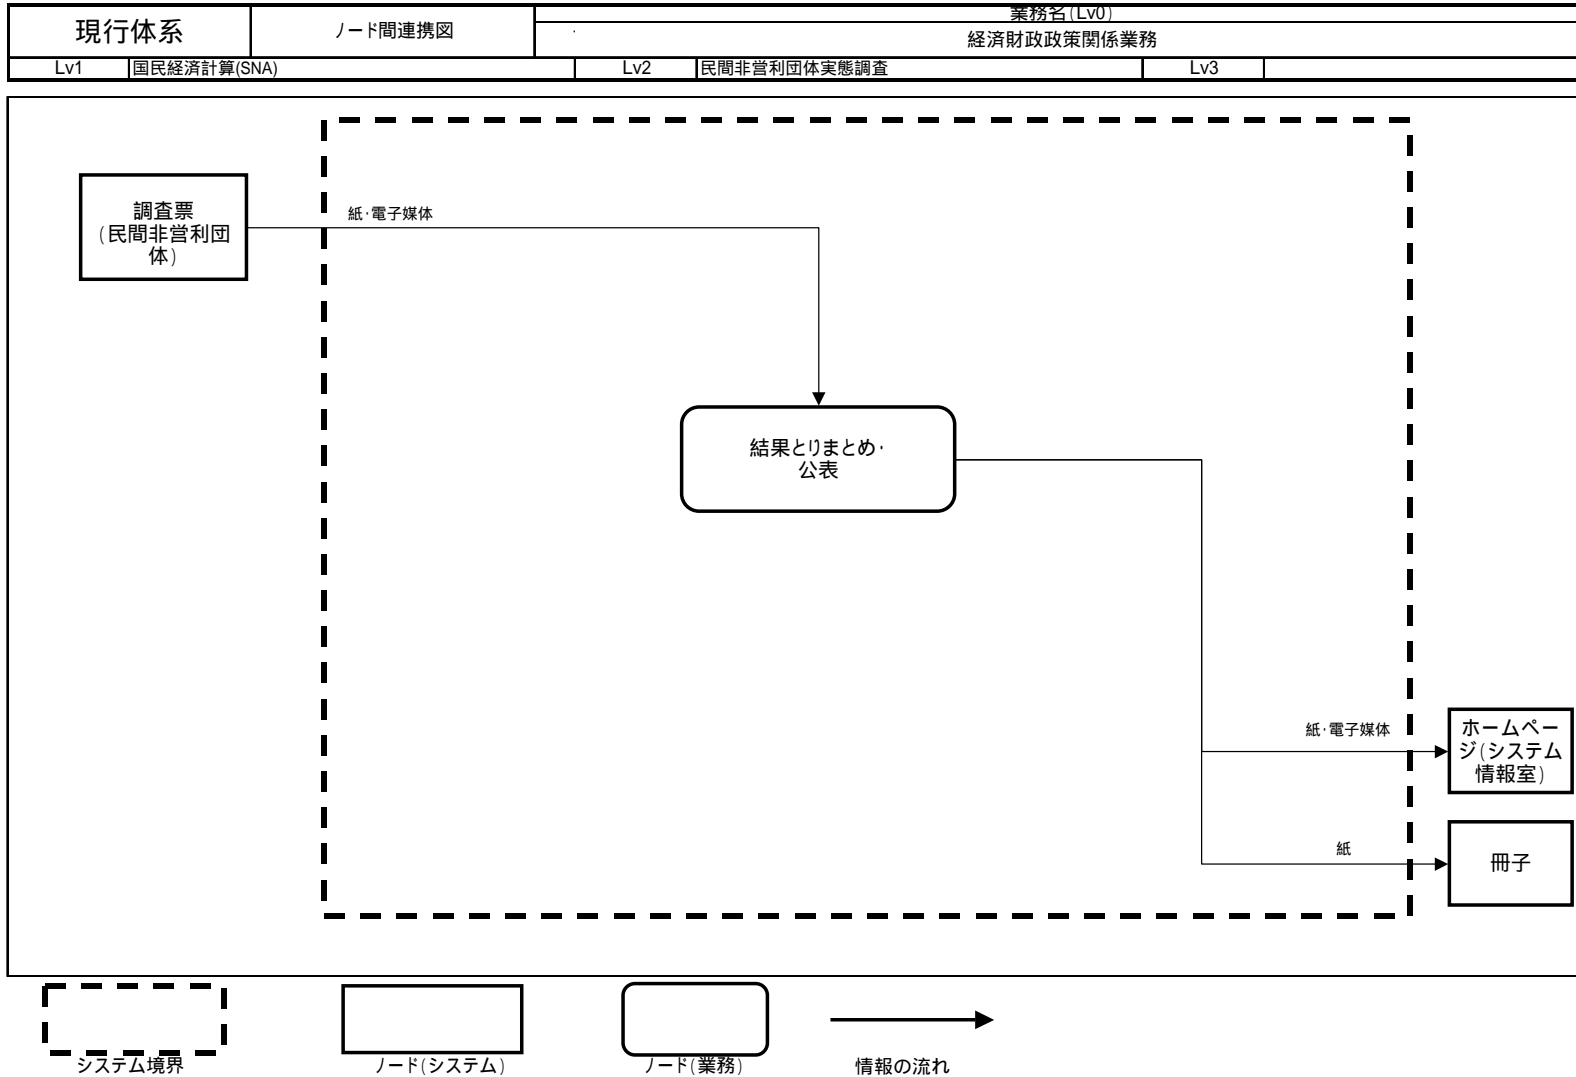 現行体系
ノード間連携図
業務名(Lv0)
経済財政政策関係業務
Lv1
国民経済計算(SNA)
Lv2
民間非営利団体実態調査
Lv3
調査票
(民間非営利団
体)
紙・電子媒体
結果とりまとめ・
公表
紙・電子媒体
ホームペー
ジ(システム
情報室)
紙
冊子
システム境界
ノード(システム)
ノード(業務)
情報の流れ